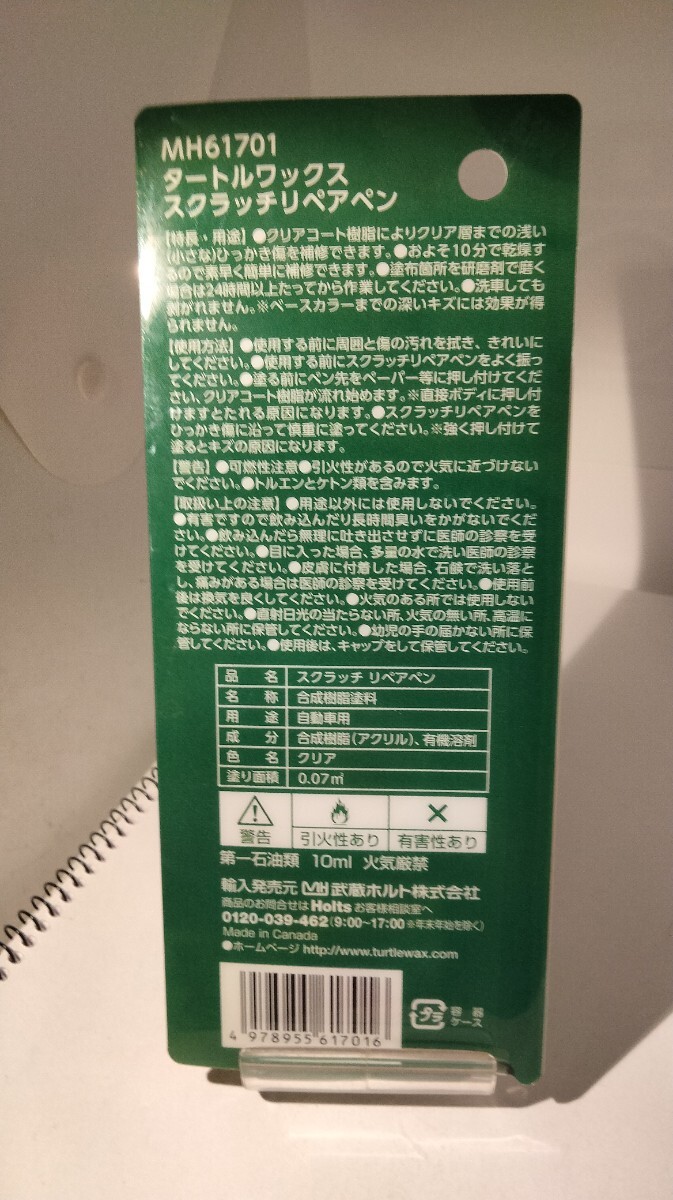 MH61701
タートルワックス
スクラッチリペアペン
【特長・用途】●クリアコート樹脂によりクリア層までの浅い
(小さな)ひっかき傷を補修できます。●およそ10分で乾燥す
るので素早く簡単に補修できます。●塗布箇所を研磨剤で磨く
場合は24時間以上たってから作業してください。●洗車しても
剥がれません。※ベースカラーまでの深いキズには効果が得
られません。
【使用方法】●使用する前に周囲と傷の汚れを拭き、きれいに
してください。●使用する前にスクラッチリペアペンをよく振っ
てください。●塗る前にペン先をペーパー等に押し付けてくだ
さい、クリアコート樹脂が流れ始めます。※直接ボディに押し付
けますとたれる原因になります。●スクラッチリペアペンを
ひっかき傷に沿って慎重に塗ってください。※強く押し付けて
塗るとキズの原因になります。
【警告】●可燃性注意●引火性があるので火気に近づけない
でください。●トルエンとケトン類を含みます。
【取扱い上の注意】●用途以外には使用しないでください。
●有害ですので飲み込んだり長時間臭いをかがないでくだ
さい。●飲み込んだら無理に吐き出させずに医師の診察を受
けてください。●目に入った場合、多量の水で洗い医師の診察
を受けてください。●皮膚に付着した場合、石鹸で洗い落と
し、痛みがある場合は医師の診察を受けてください。●使用前
後は換気を良くしてください。●火気のある所では使用しない
でください。●直射日光の当たらない所、火気の無い所、高温に
ならない所に保管してください。●幼児の手の届かない所に保
管してください。●使用後は、キャップをして保管してください。
品名 スクラッチ リペアペン
名称 合成樹脂塗料
用途 自動車用
成分 合成樹脂(アクリル)、有機溶剤
色名 クリア
塗り面積 0.07㎡
警告 引火性あり 有害性あり
第一石油類 10ml 火気厳禁
輸入発売元 MH 武蔵ホルト株式会社
商品のお問合せはHoltsお客様相談室へ
0120-039-462(9:00~17:00※年末年始を除く)
Made in Canada
●ホームページ http://www.turtlewax.com
4 978955 617016
プラ 容器 ケース